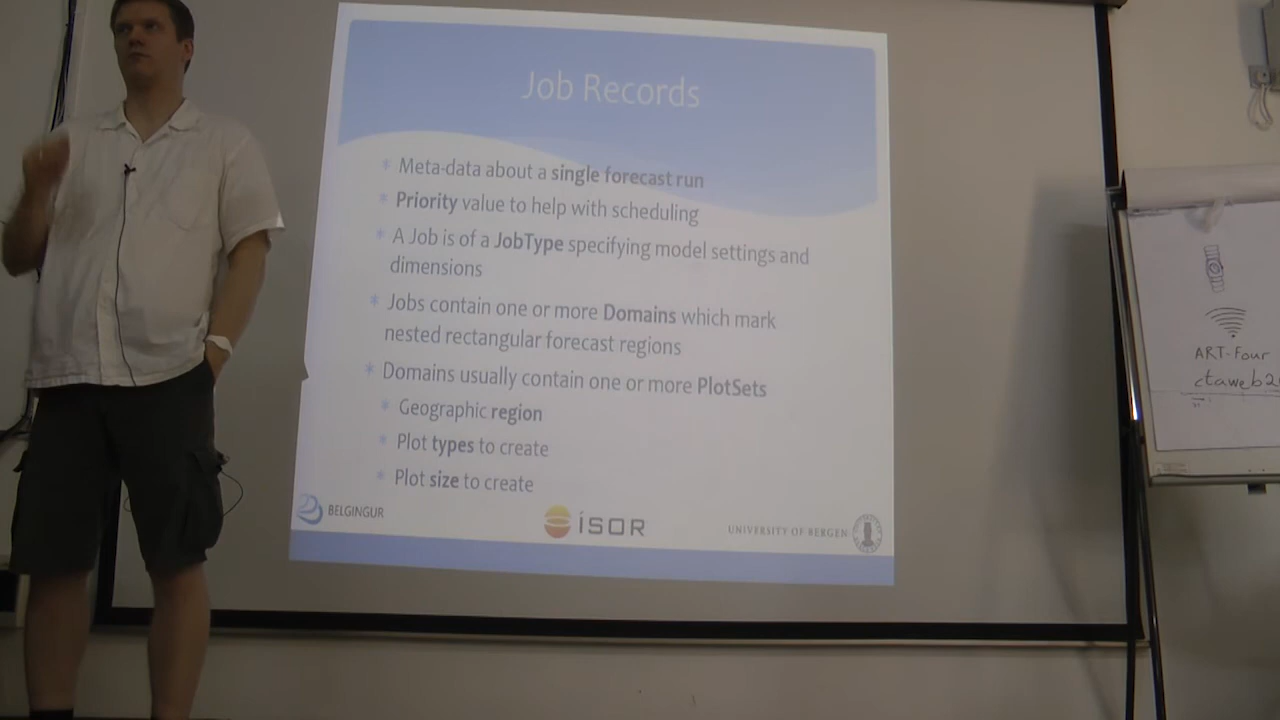 Job Records
Meta-data about a single forecast run
Priority value to help with scheduling
A Job is of a JobType specifying model settings and
dimensions
Jobs contain one or more Domains which mark
nested rectangular forecast regions
Domains usually contain one or more PlotSets
Geographic region
Plot types to create
Plot size to create
BELGINGUR
ÍSOR
UNIVERSITY OF BERGEN
ART-Four